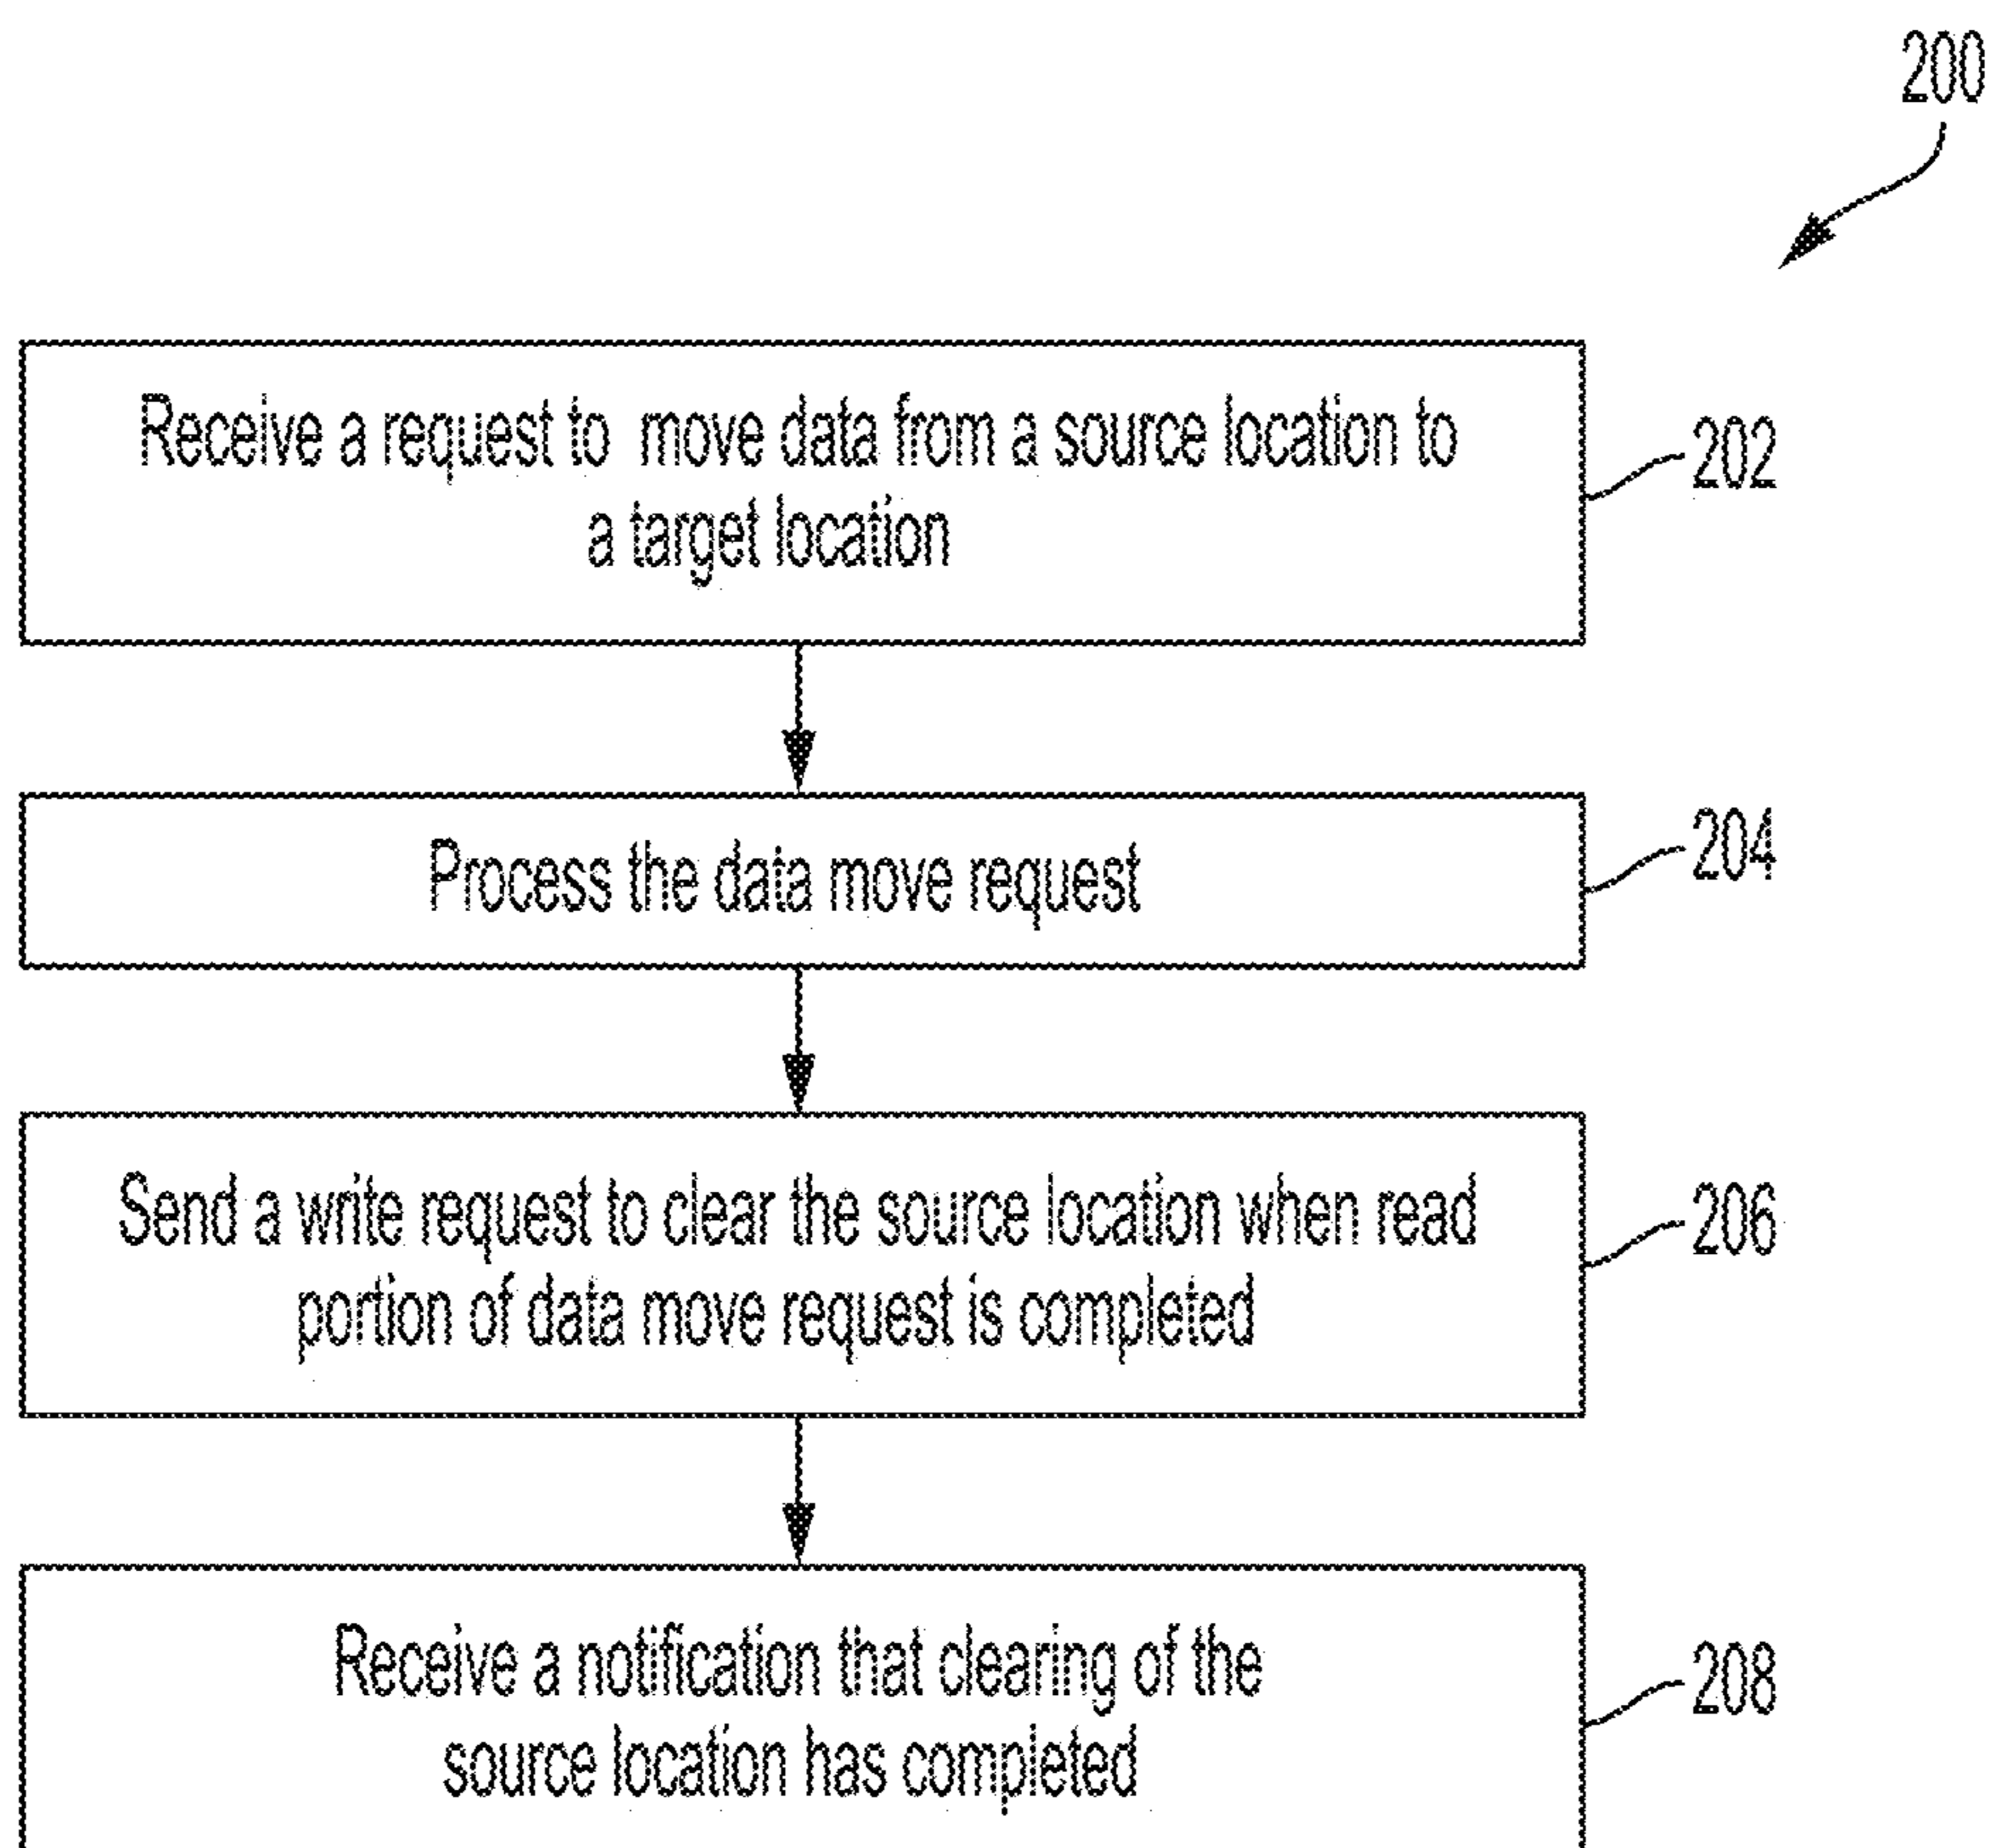 200
Receive a request to move data from a source location to
a target location
202
Process the data move request
204
Send a write request to clear the source location when read
portion of data move request is completed
206
Receive a notification that clearing of the
source location has completed
208